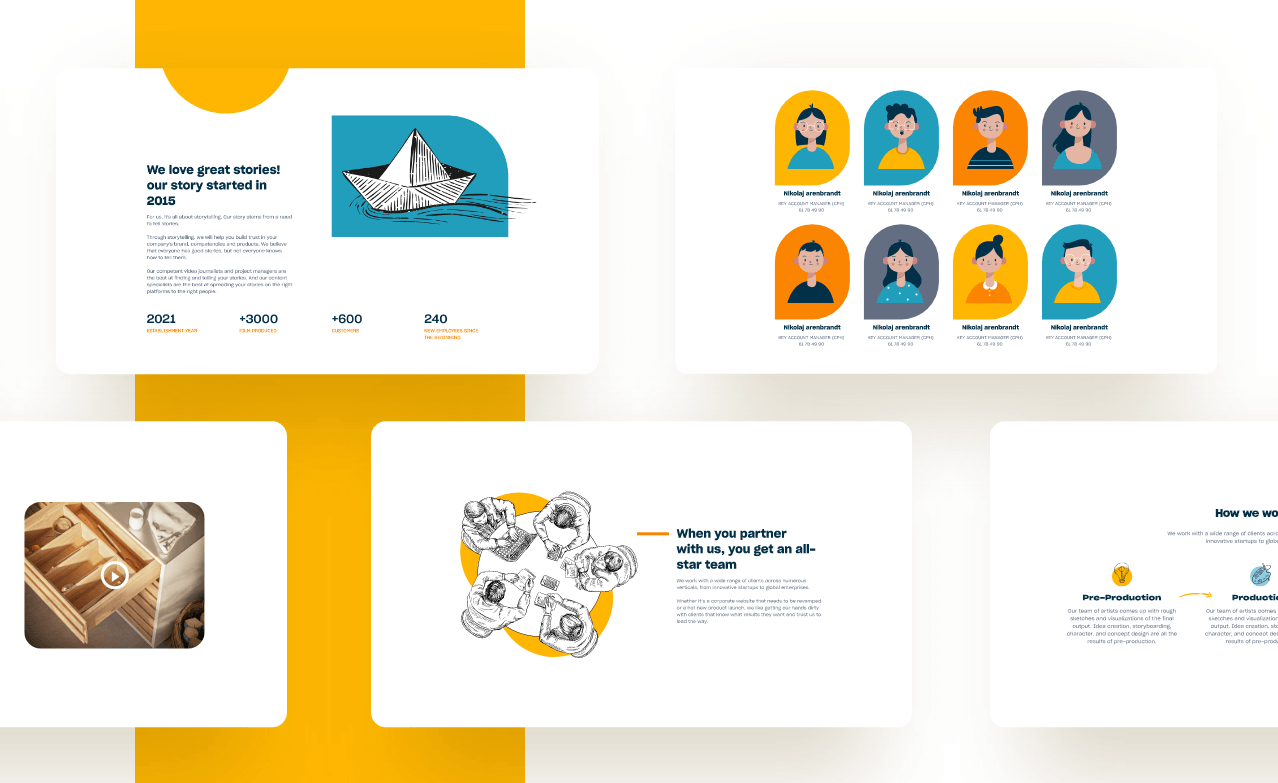 We love great stories!
our story started in
2015
For us, it's all about storytelling. Our story stems from a need
to tell stories.
Through storytelling, we will help you build trust in your
company's brand, competencies and products. We believe
that everyone has good stories, but not everyone knows
how to tell them.
Our competent video journalists and project managers are
the best at finding and telling your stories. And our content
specialists are the best at spreading your stories on the right
platforms to the right people.
2021
ESTABLISHMENT YEAR
+3000
FILM PRODUCED
+600
CUSTOMERS
240
NEW EMPLOYEES SINCE
THE BEGINNING
Nikolaj arenbrandt
KEY ACCOUNT MANAGER (CPH)
61 78 49 90
Nikolaj arenbrandt
KEY ACCOUNT MANAGER (CPH)
61 78 49 90
Nikolaj arenbrandt
KEY ACCOUNT MANAGER (CPH)
61 78 49 90
Nikolaj arenbrandt
KEY ACCOUNT MANAGER (CPH)
61 78 49 90
Nikolaj arenbrandt
KEY ACCOUNT MANAGER (CPH)
61 78 49 90
Nikolaj arenbrandt
KEY ACCOUNT MANAGER (CPH)
61 78 49 90
Nikolaj arenbrandt
KEY ACCOUNT MANAGER (CPH)
61 78 49 90
Nikolaj arenbrandt
KEY ACCOUNT MANAGER (CPH)
61 78 49 90
When you partner
with us, you get an all-
star team
We work with a wide range of clients across numerous
verticals, from innovative startups to global enterprises.
Whether it's a corporate website that needs to be revamped
or a hot new product launch, we like getting our hands dirty
with clients that know what results they want and trust us to
lead the way.
How we wo
We work with a wide range of clients acro
innovative startups to globa
Pre-Production
Our team of artists comes up with rough
sketches and visualizations of the final
output. Idea creation, storyboarding,
character, and concept design are all the
results of pre-production.
Productio
Our team of artists comes
sketches and visualization
output. Idea creation, sto
character, and concept des
results of pre-produ